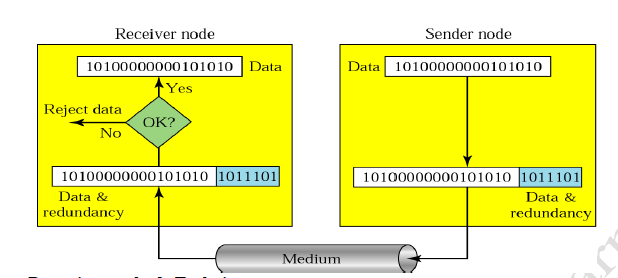 Receiver node
Sender node
10100000000101010 Data
Data 10100000000101010
Yes
Reject data
OK?
No
10100000000101010 1011101
10100000000101010 1011101
Data &
redundancy
Data &
redundancy
Medium